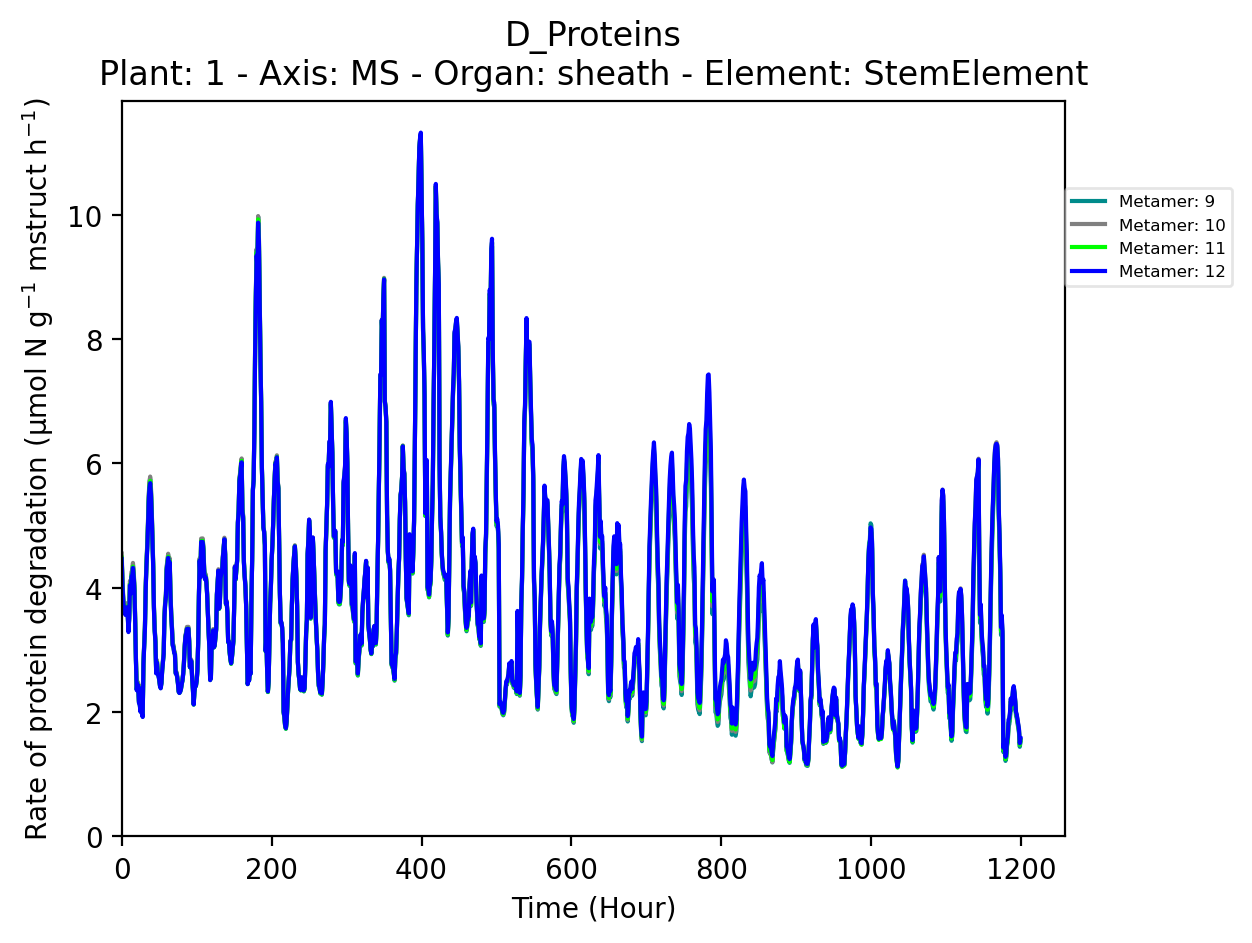 D_Proteins
Plant: 1 - Axis: MS - Organ: sheath - Element: StemElement
Rate of protein degradation (µmol N g⁻¹ mstruct h⁻¹)
10
8
6
4
2
0
0 200 400 600 800 1000 1200
Time (Hour)
Metamer: 9
Metamer: 10
Metamer: 11
Metamer: 12